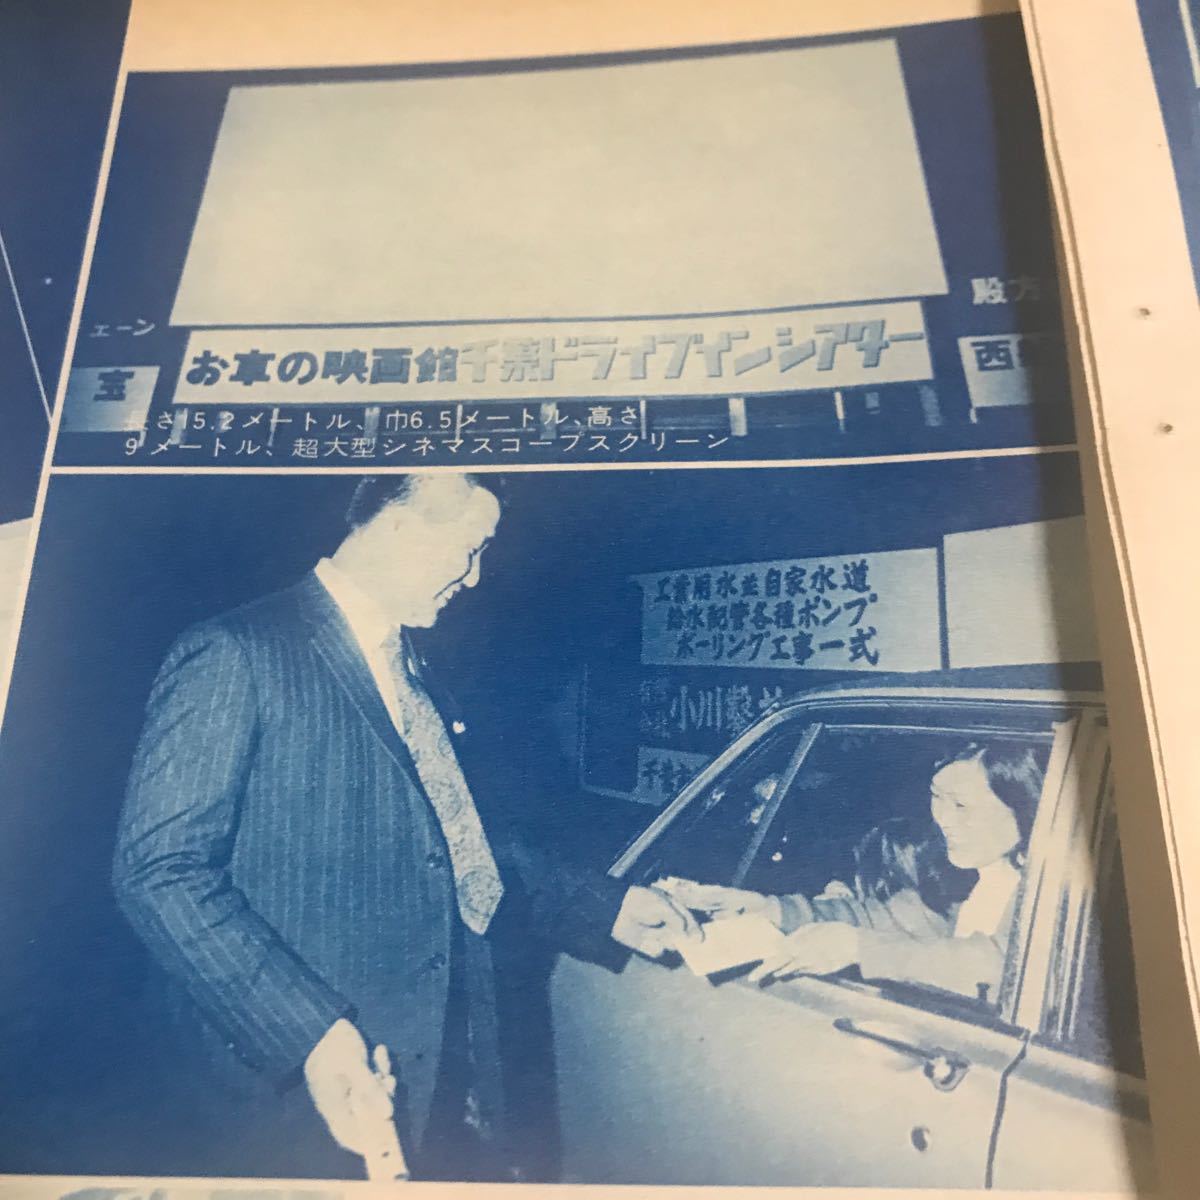 殿方
ェーン
お車の映画館千葉ドライブインシアター
宝
西
長さ15.2メートル、巾6.5メートル、高さ
9メートル、超大型シネマスコープスクリーン
工業用水並自家水道
給水配管各種ポンプ
ボーリング工事一式
小川鑿井
千葉